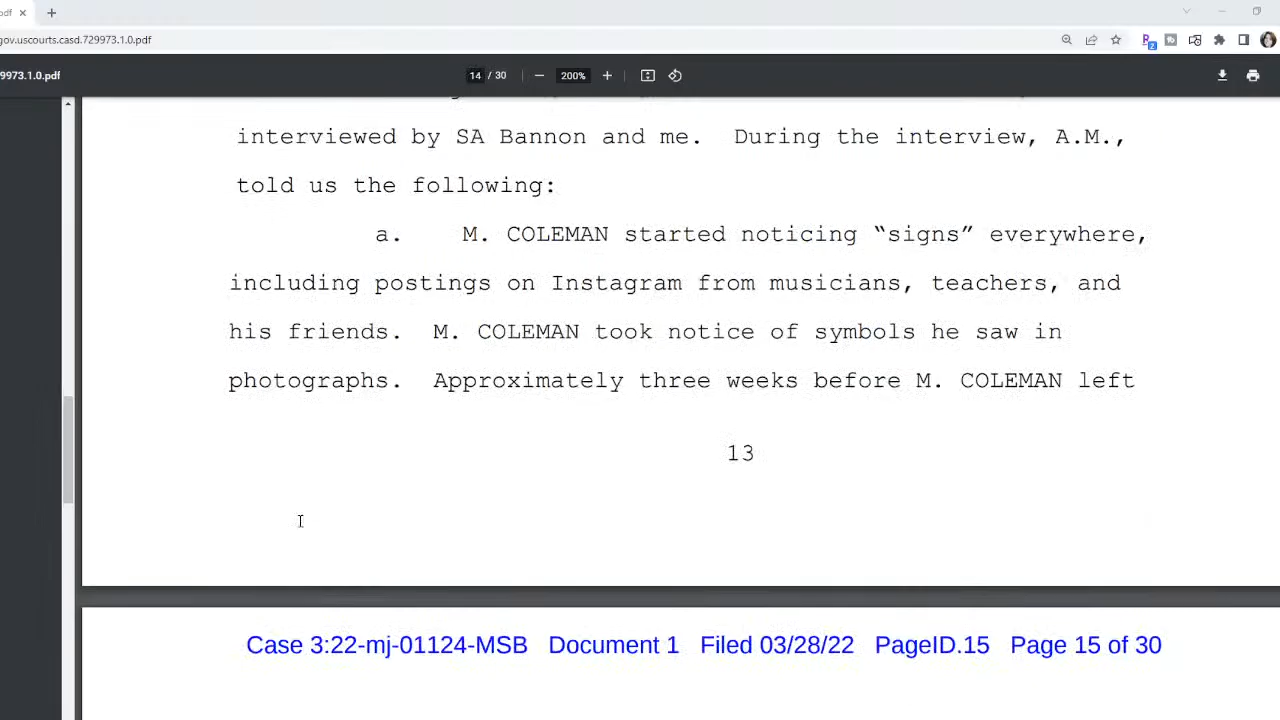 pdf
gov.uscourts.casd.729973.1.0.pdf
2
9973.1.0.pdf
14 / 30
200%
interviewed by SA Bannon and me. During the interview, A.M.,
told us the following:
a. M. COLEMAN started noticing “signs” everywhere,
including postings on Instagram from musicians, teachers, and
his friends. M. COLEMAN took notice of symbols he saw in
photographs. Approximately three weeks before M. COLEMAN left
13
Case 3:22-mj-01124-MSB Document 1 Filed 03/28/22 PageID.15 Page 15 of 30